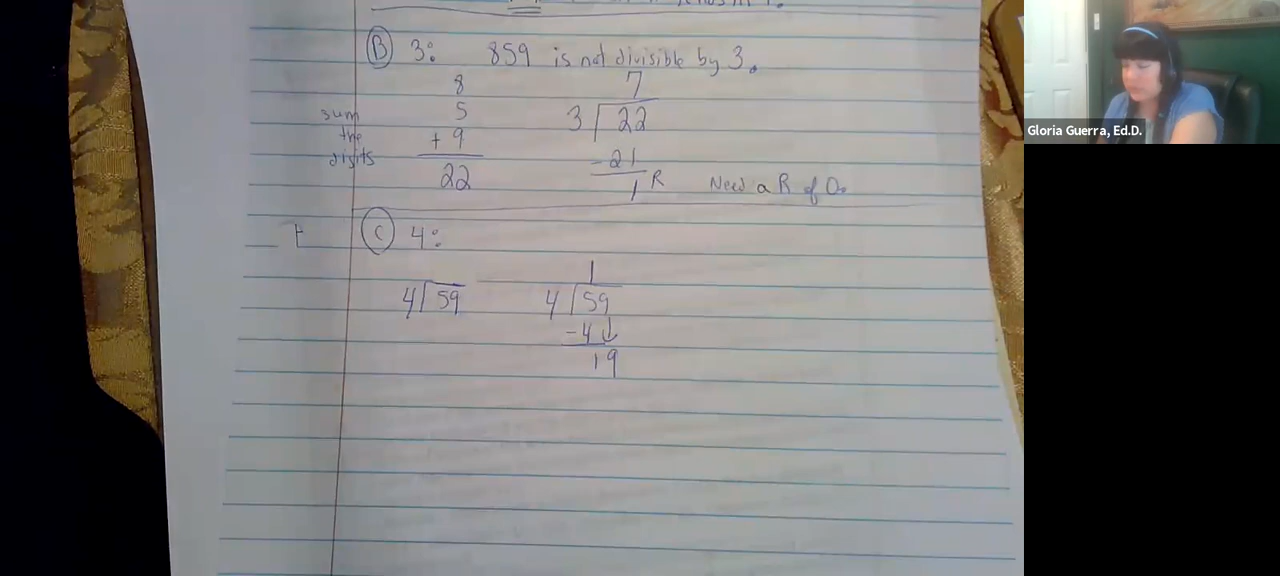 B 3: 859 is not divisible by 3.
8 7
sum 5 3 22
the + 9
digits 22 -21
1 R Need a R of 0.
C 4:
1
4 59 4 59
-4
19
Gloria Guerra, Ed.D.